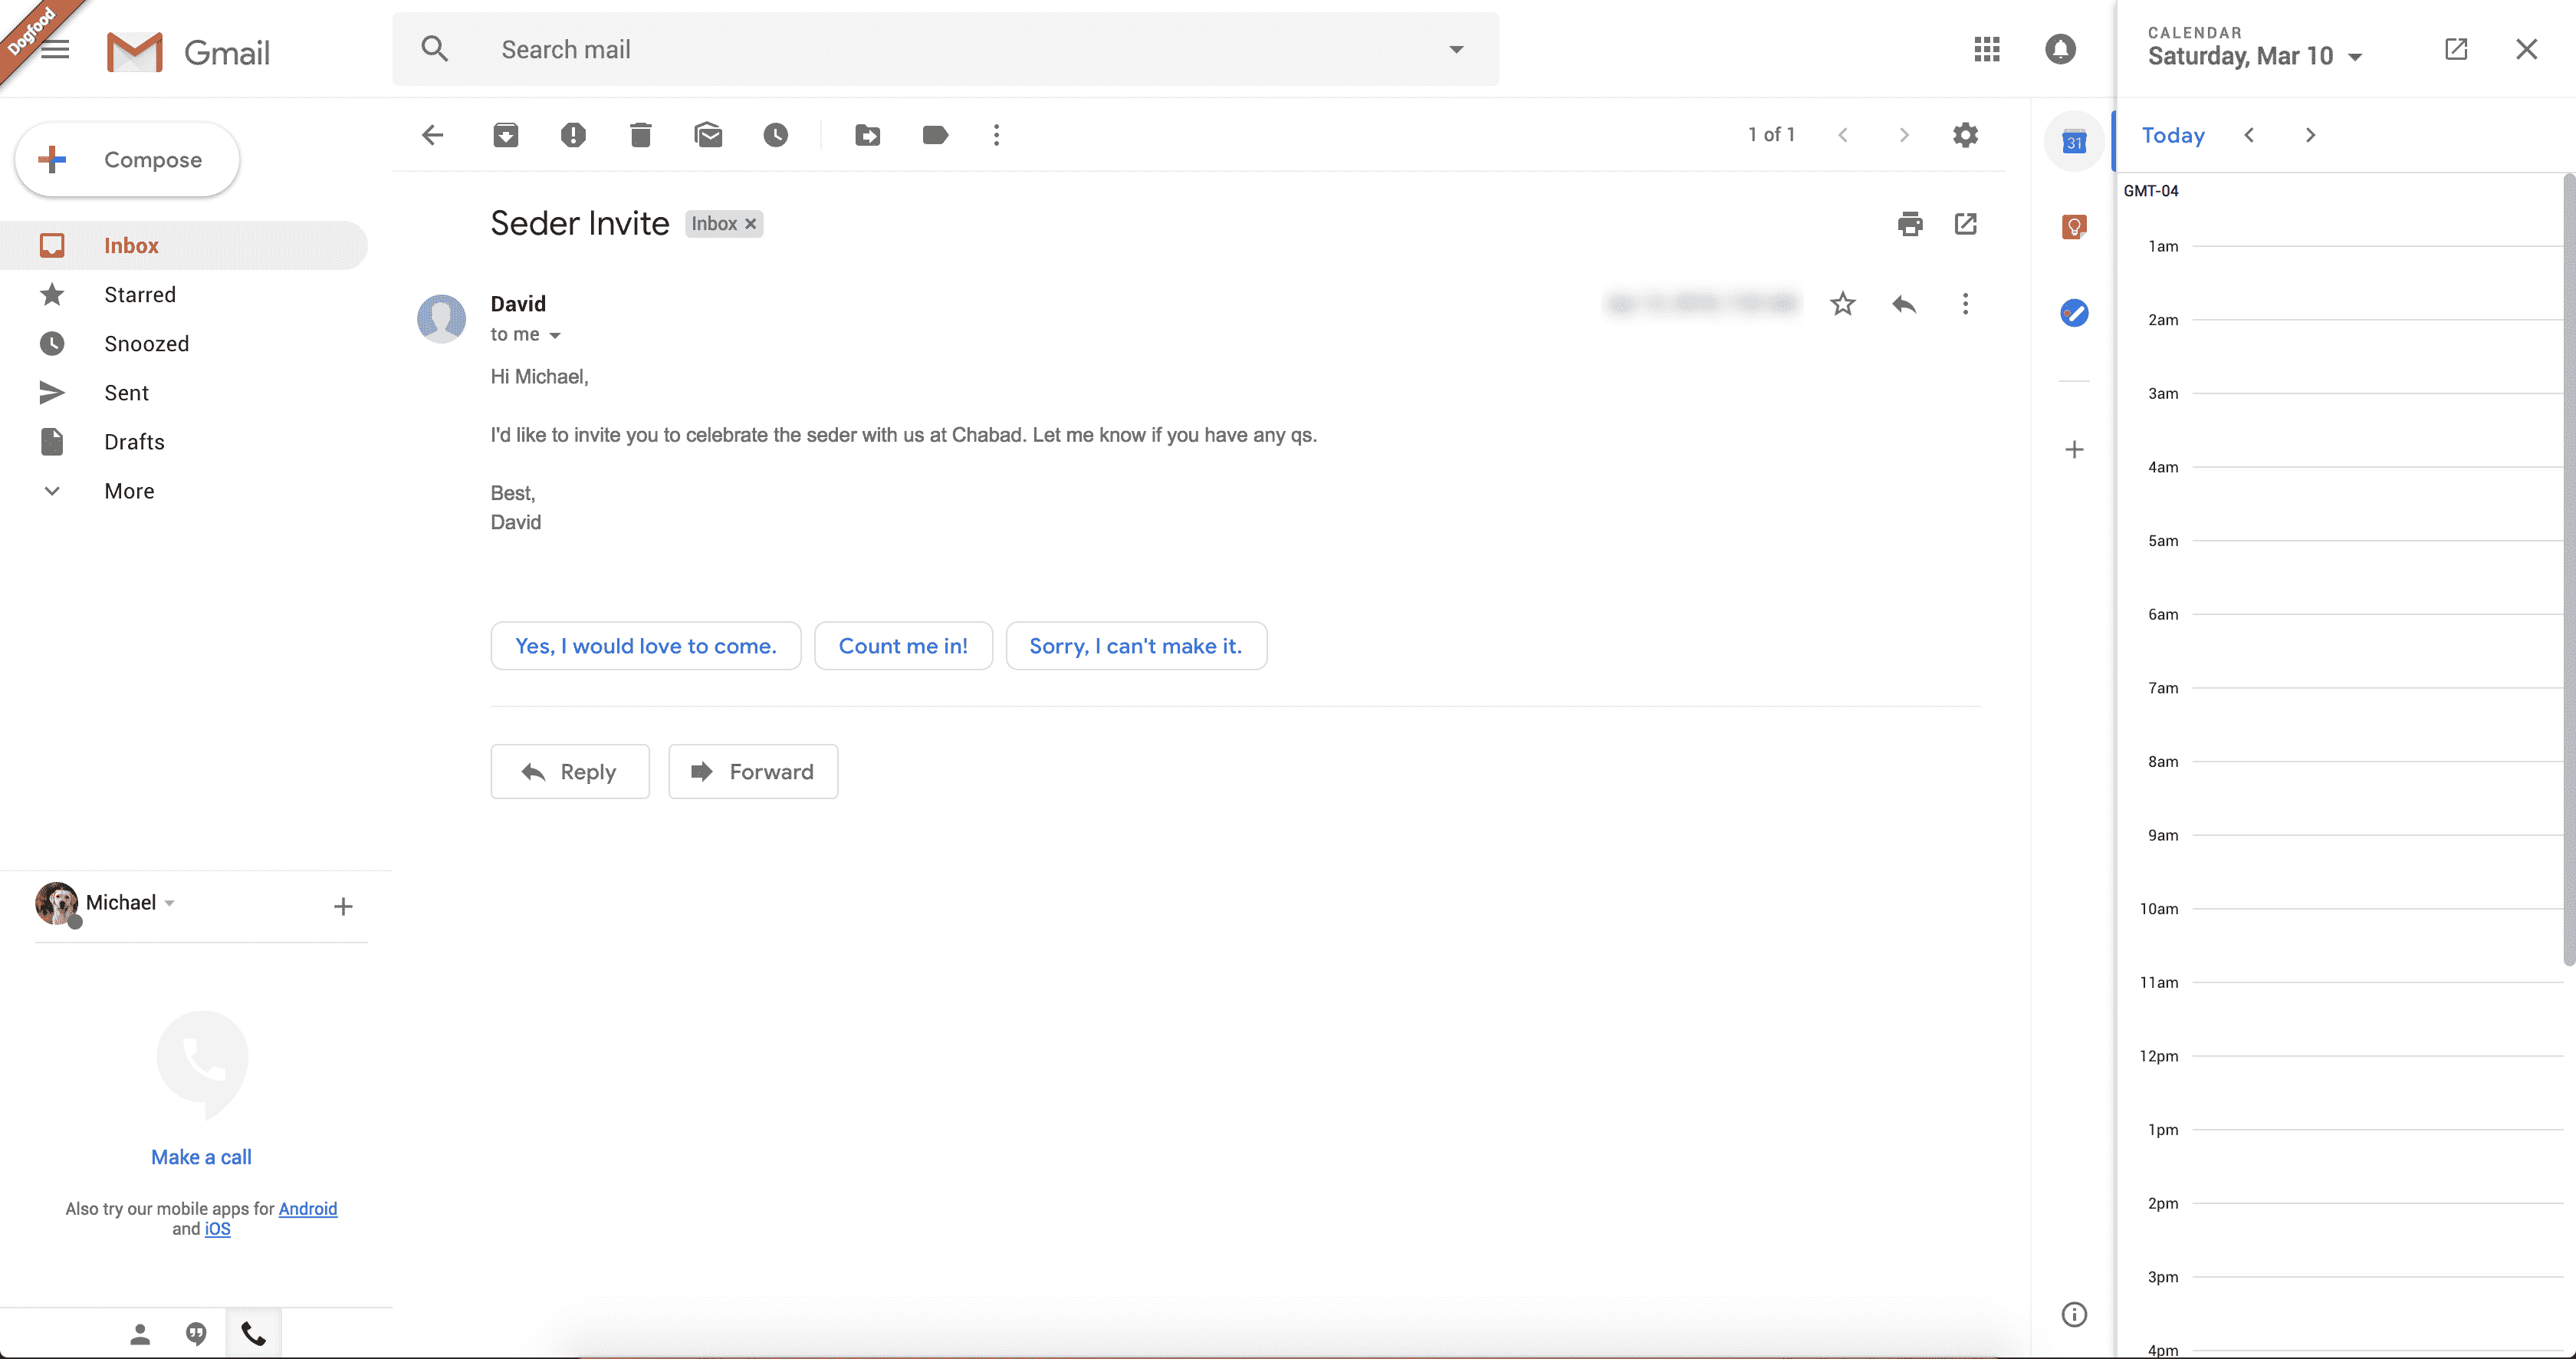 Dogfood
Gmail
Search mail
CALENDAR
Saturday, Mar 10
Compose
1 of 1
31
Today
GMT-04
Inbox
Starred
Snoozed
Sent
Drafts
More
Seder Invite Inbox
David
to me
Hi Michael,
I'd like to invite you to celebrate the seder with us at Chabad. Let me know if you have any qs.
Best,
David
Yes, I would love to come.
Count me in!
Sorry, I can't make it.
Reply
Forward
Michael
Make a call
Also try our mobile apps for Android
and iOS
1am
2am
3am
4am
5am
6am
7am
8am
9am
10am
11am
12pm
1pm
2pm
3pm
4pm